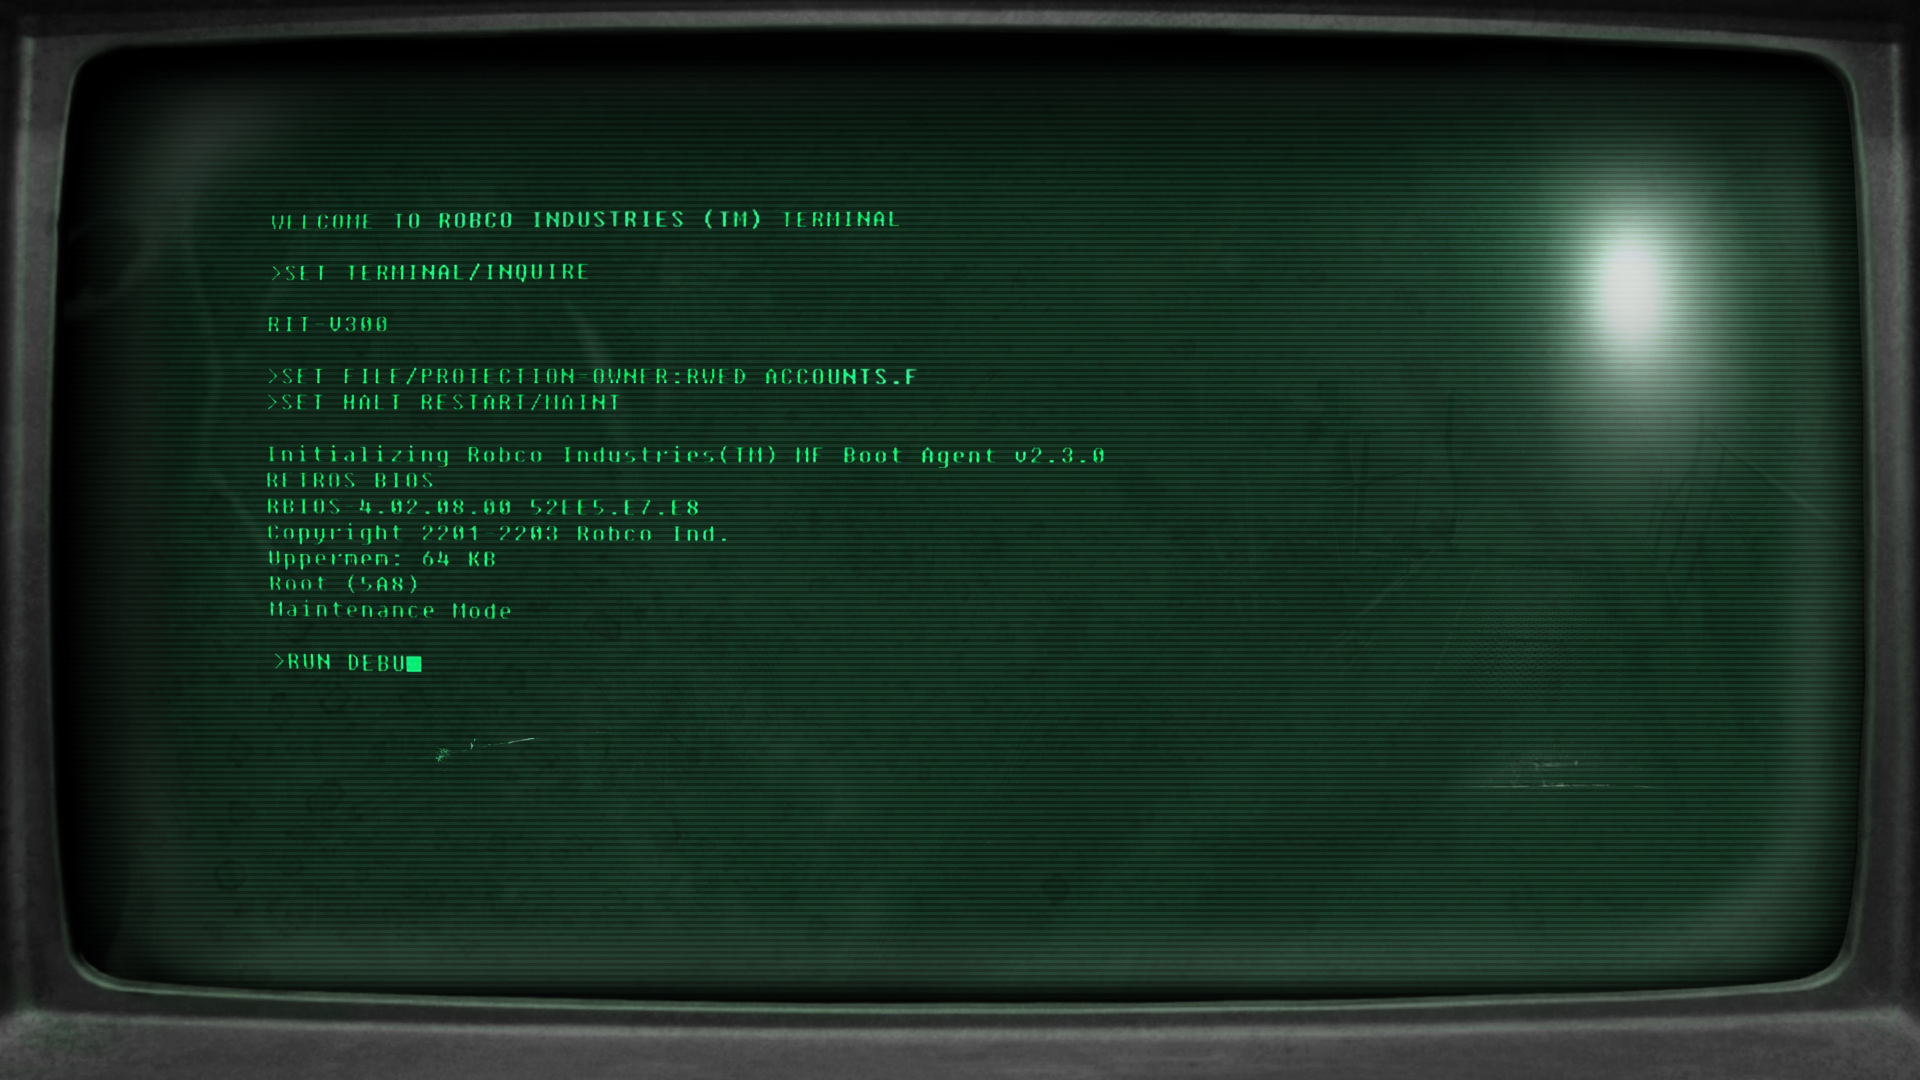 WELCOME TO ROBCO INDUSTRIES (TM) TERMINAL
>SET TERMINAL/INQUIRE
RIT-V300
>SET FILE/PROTECTION=OWNER:RWED ACCOUNTS.F
>SET HALT RESTART/MAINT
Initializing Robco Industries(TM) MF Boot Agent v2.3.0
RETROS BIOS
RBIOS-4.02.08.00 52EE5.E7.E8
Copyright 2201-2203 Robco Ind.
Uppermem: 64 KB
Root (5A8)
Maintenance Mode
>RUN DEBU